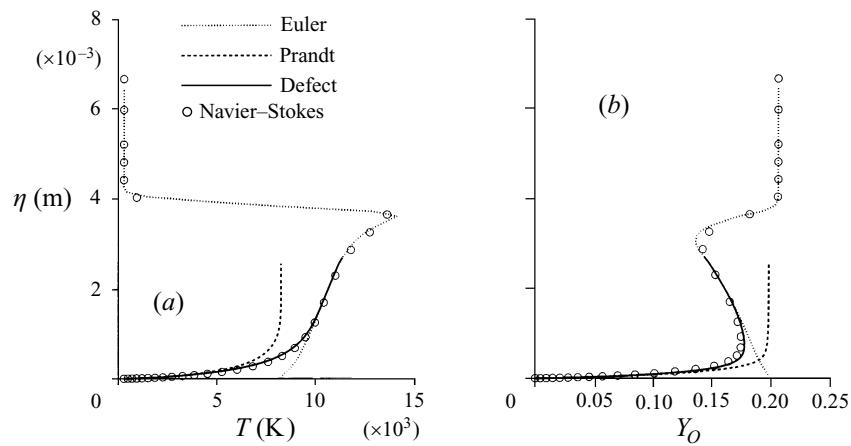 8
(×10⁻³)
6
η (m)
4
2
0
Euler
Prandt
Defect
Navier–Stokes
(a)
5
10
15
T (K)
(×10³)
(b)
0
0.05
0.10
0.15
0.20
0.25
Y_O